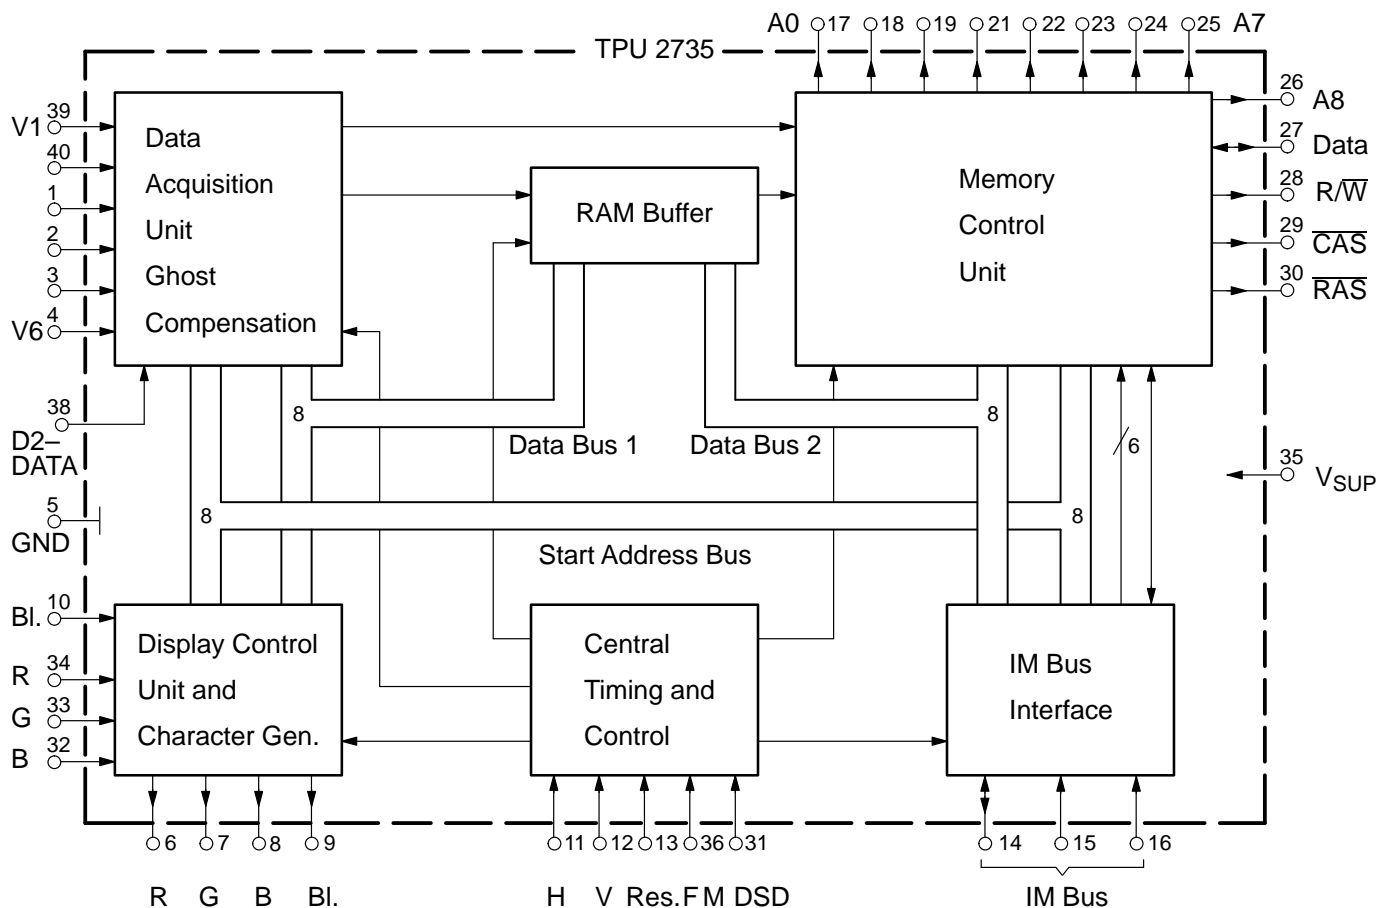 A0 17 18 19 21 22 23 24 25 A7
TPU 2735
26 A8
27 Data
28 R/W̅
29 C̅A̅S̅
30 R̅A̅S̅
35 VSUP
V1 39
40
1
2
3
V6 4
38
D2–
DATA
5
GND
Bl. 10
R 34
G 33
B 32
Data
Acquisition
Unit
Ghost
Compensation
RAM Buffer
Memory
Control
Unit
8
8
6
Data Bus 1
Data Bus 2
8
8
Start Address Bus
Display Control
Unit and
Character Gen.
Central
Timing and
Control
IM Bus
Interface
6 7 8 9
11 12 13 36 31
14 15 16
R G B Bl.
H V Res. F M DSD
IM Bus